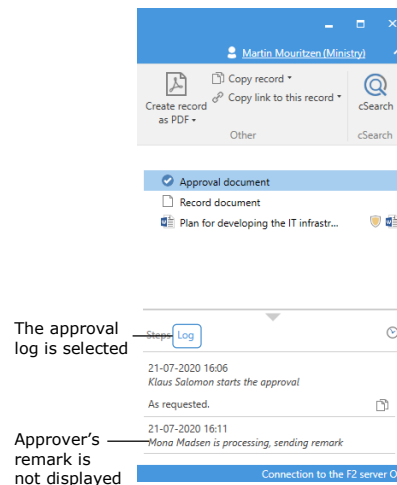 Martin Mouritzen (Ministry)
Create record
as PDF
Copy record
Copy link to this record
cSearch
Other
cSearch
Approval document
Record document
Plan for developing the IT infrastr...
The approval
log is selected
Steps Log
21-07-2020 16:06
Klaus Salomon starts the approval
As requested.
21-07-2020 16:11
Mona Madsen is processing, sending remark
Approver's
remark is
not displayed
Connection to the F2 server O